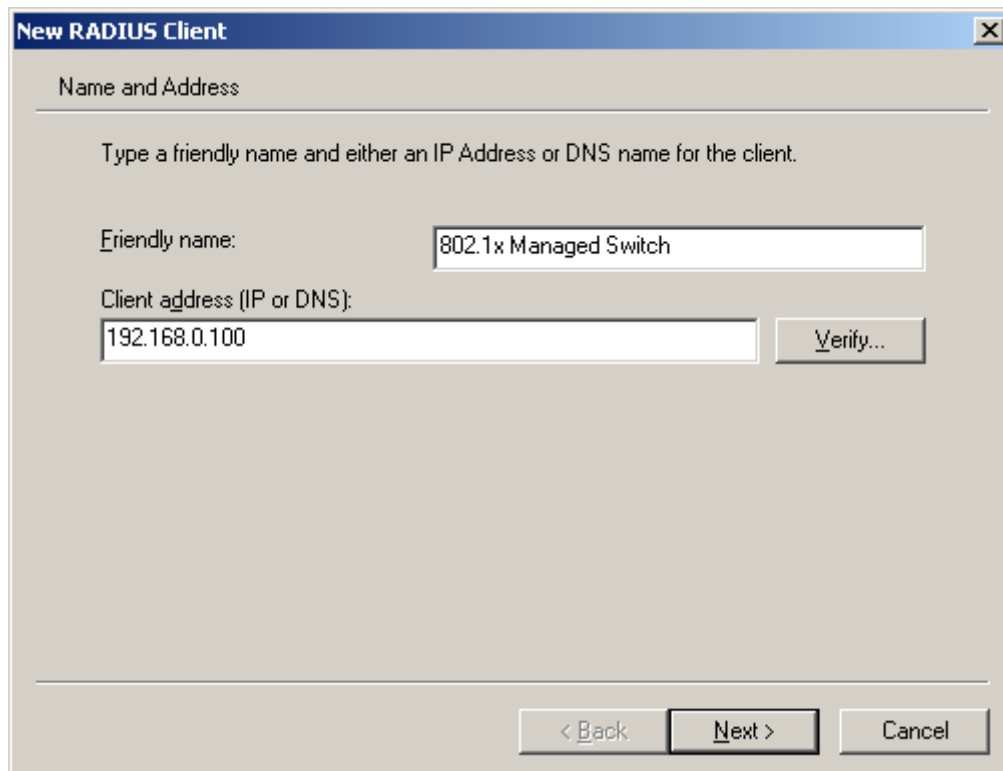 New RADIUS Client
Name and Address
Type a friendly name and either an IP Address or DNS name for the client.
Friendly name:
802.1x Managed Switch
Client address (IP or DNS):
192.168.0.100
Verify...
< Back
Next >
Cancel